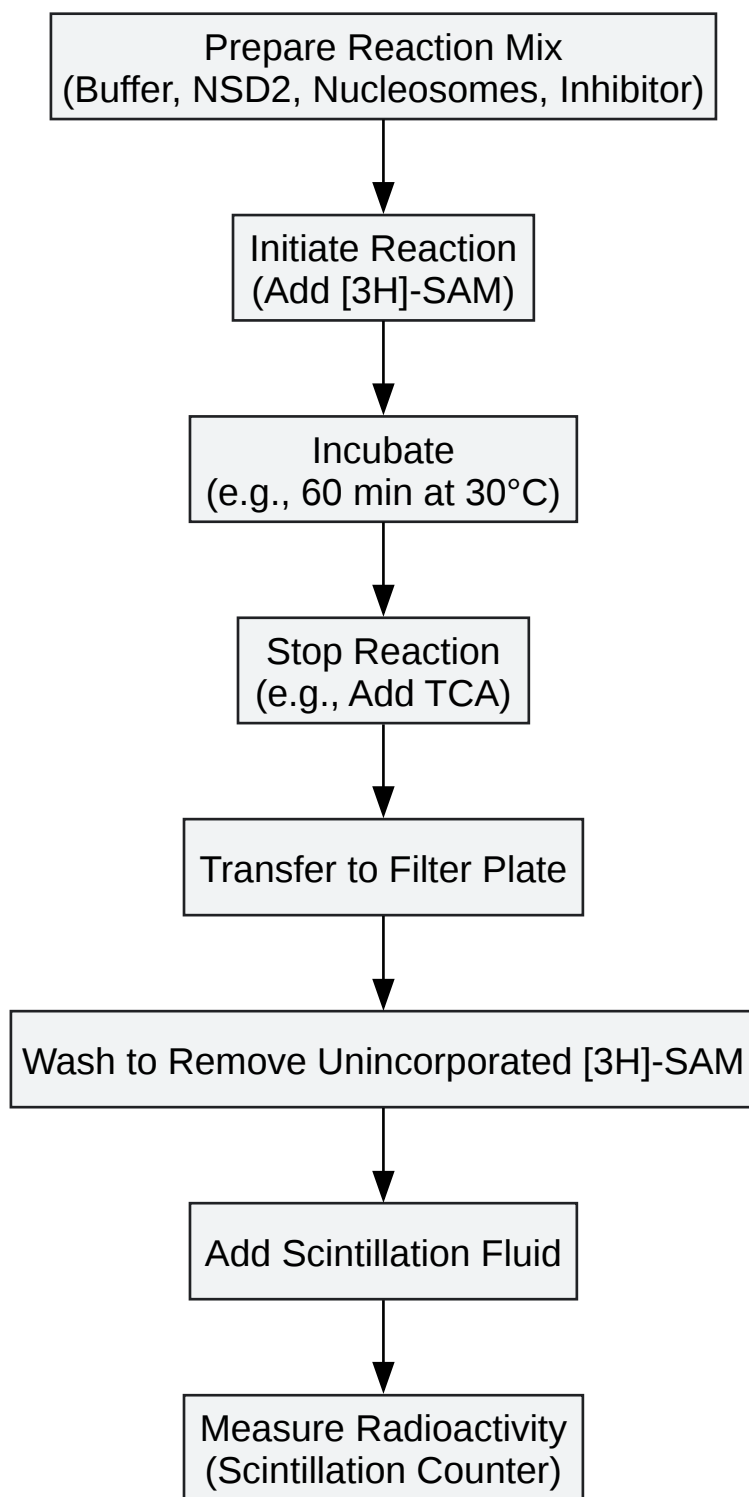 Prepare Reaction Mix
(Buffer, NSD2, Nucleosomes, Inhibitor)
Initiate Reaction
(Add [3H]-SAM)
Incubate
(e.g., 60 min at 30°C)
Stop Reaction
(e.g., Add TCA)
Transfer to Filter Plate
Wash to Remove Unincorporated [3H]-SAM
Add Scintillation Fluid
Measure Radioactivity
(Scintillation Counter)